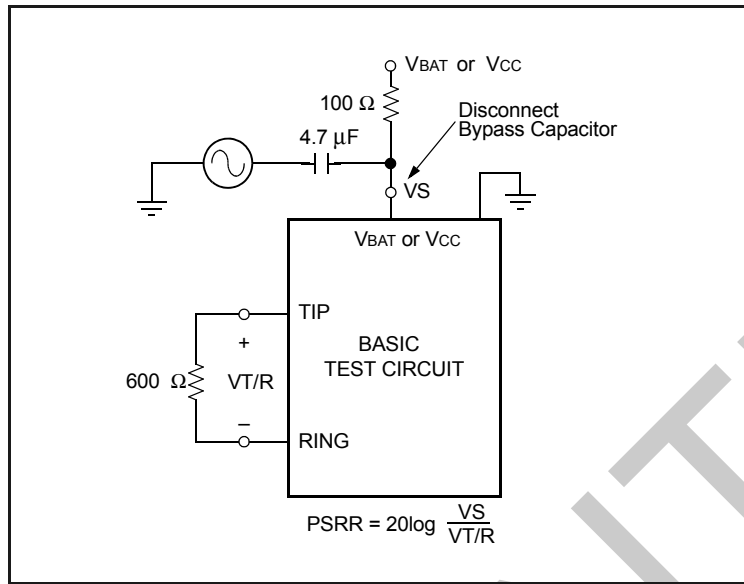 VBAT or VCC
100 Ω
Disconnect
Bypass Capacitor
4.7 µF
VS
VBAT or VCC
TIP
+
BASIC
TEST CIRCUIT
600 Ω
VT/R
–
RING
PSRR = 20log VS
VT/R